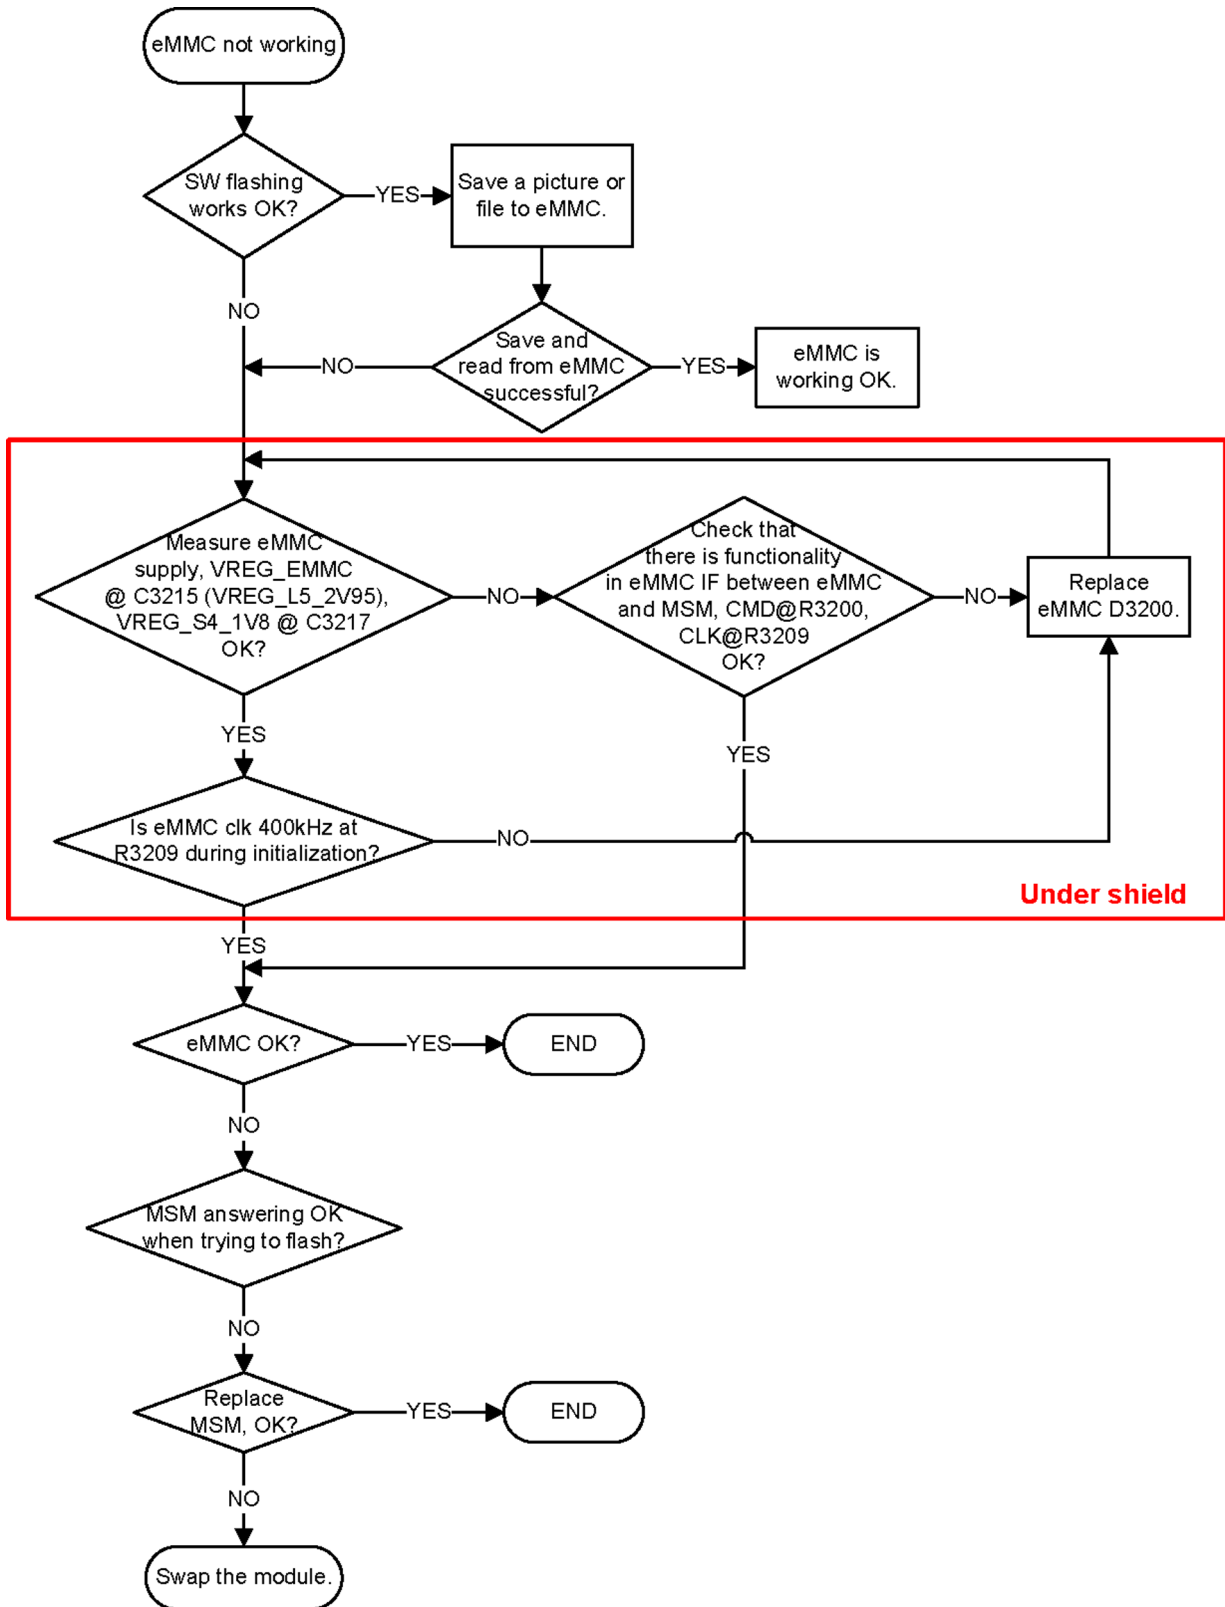 eMMC not working
SW flashing
works OK?
YES
Save a picture or
file to eMMC.
NO
Save and
read from eMMC
successful?
NO
YES
eMMC is
working OK.
Measure eMMC
supply, VREG_EMMC
@ C3215 (VREG_L5_2V95),
VREG_S4_1V8 @ C3217
OK?
NO
Check that
there is functionality
in eMMC IF between eMMC
and MSM, CMD@R3200,
CLK@R3209
OK?
NO
Replace
eMMC D3200.
YES
YES
Is eMMC clk 400kHz at
R3209 during initialization?
NO
Under shield
YES
eMMC OK?
YES
END
NO
MSM answering OK
when trying to flash?
NO
Replace
MSM, OK?
YES
END
NO
Swap the module.